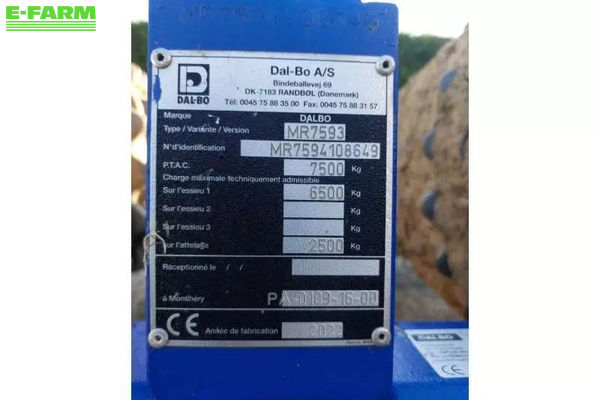 E-FARM
DAL-BO
Dal-Bo A/S
Bindeballevej 69
DK-7183 RANDBØL (Danemark)
Tél: 0045 75 88 35 00 Fax: 0045 75 88 31 57
Marque DALBO
Type / Variante / Version MR7593
N'd'identification MR7594108649
P.T.A.C. 7500 Kg
Charge maximale techniquement admissible
Sur l'essieu 1 6500 Kg
Sur l'essieu 2 Kg
Sur l'essieu 3 Kg
sur l'attelage 2500 Kg
Réceptionné le / /
à Montlhéry PA-0109-16-00
CE Année de fabrication 2022
DAL-BO